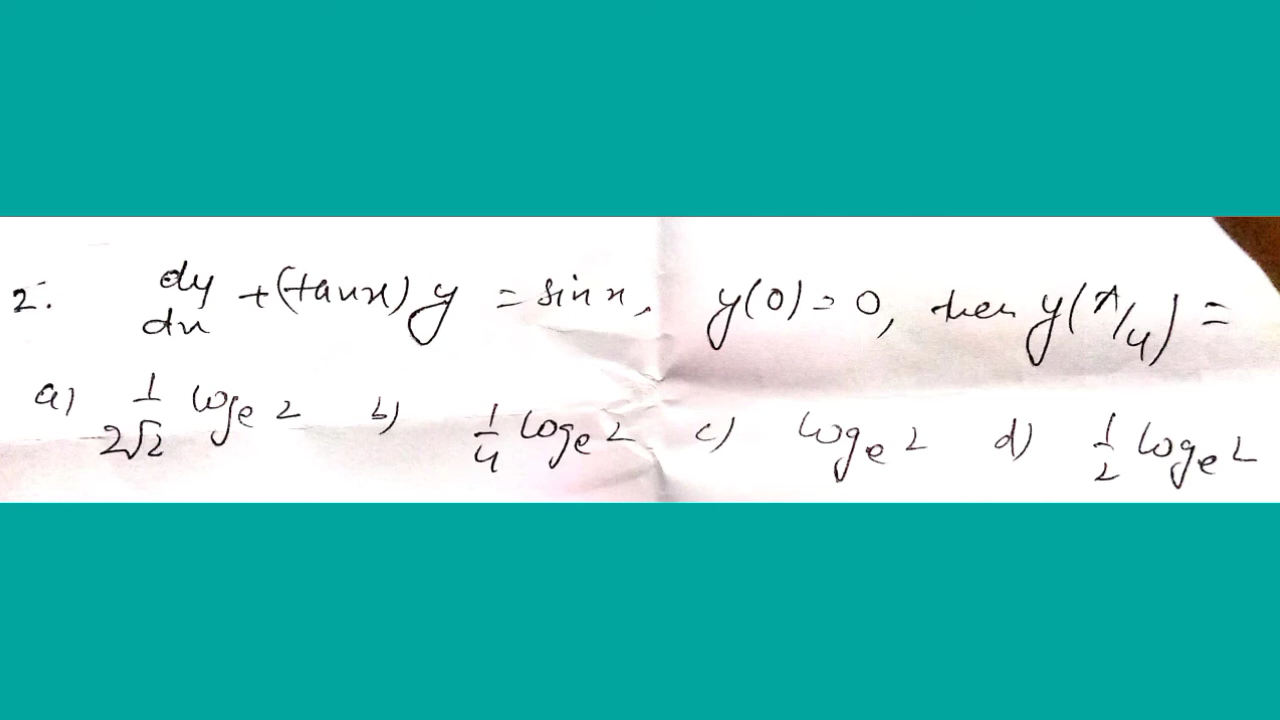 2. dy/dx + (tanx) y = sin x, y(0) = 0, then y(π/4) =
a) 1/2√2 loge 2 b) 1/4 loge 2 c) loge 2 d) 1/2 loge 2